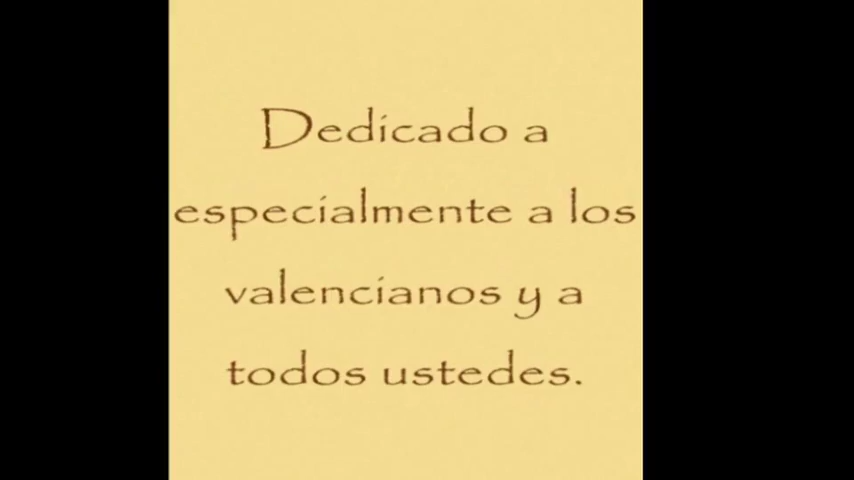 Dedicado a
especialmente a los
valencianos y a
todos ustedes.